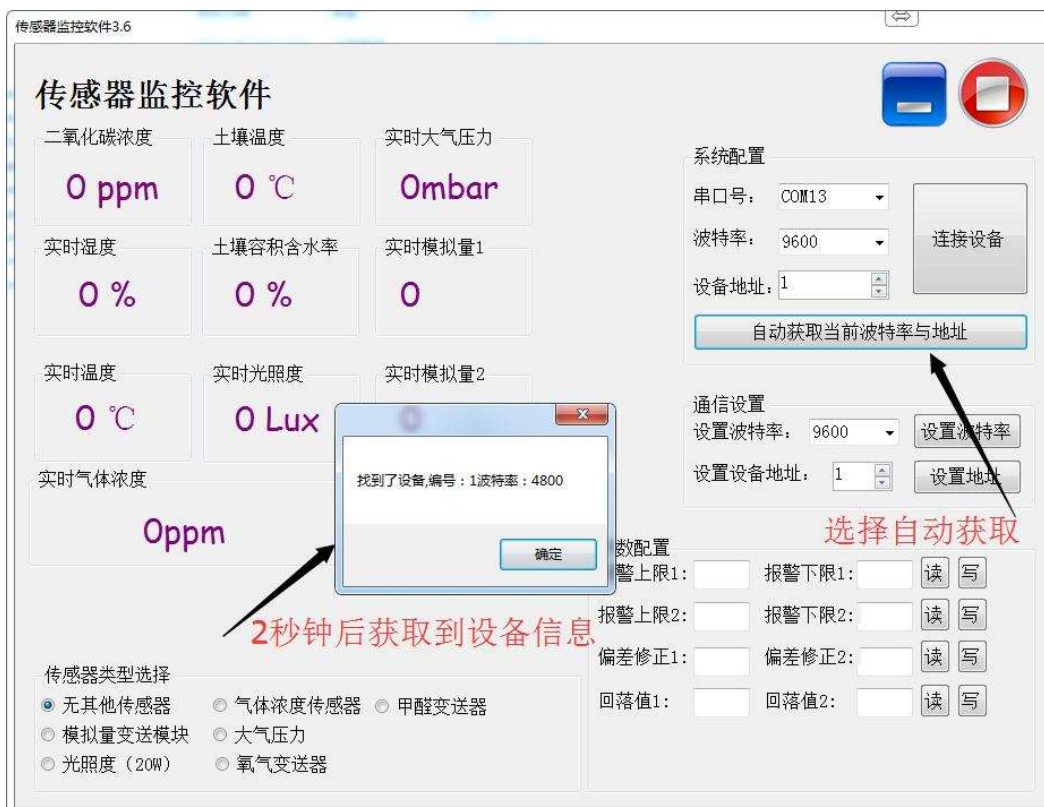 传感器监控软件3.6
传感器监控软件
二氧化碳浓度 土壤温度 实时大气压力
0 ppm 0 ℃ 0mbar
实时湿度 土壤容积含水率 实时模拟量1
0 % 0 % 0
实时温度 实时光照度 实时模拟量2
0 ℃ 0 Lux 0
实时气体浓度
0ppm
系统配置
串口号: COM13
波特率: 9600
设备地址: 1
连接设备
自动获取当前波特率与地址
通信设置
设置波特率: 9600 设置波特率
设置设备地址: 1 设置地址
选择自动获取
找到了设备,编号:1波特率:4800
确定
2秒钟后获取到设备信息
数配置
警上限1: 报警下限1: 读 写
报警上限2: 报警下限2: 读 写
偏差修正1: 偏差修正2: 读 写
回落值1: 回落值2: 读 写
传感器类型选择
无其他传感器 气体浓度传感器 甲醛变送器
模拟量变送模块 大气压力
光照度(20W) 氧气变送器